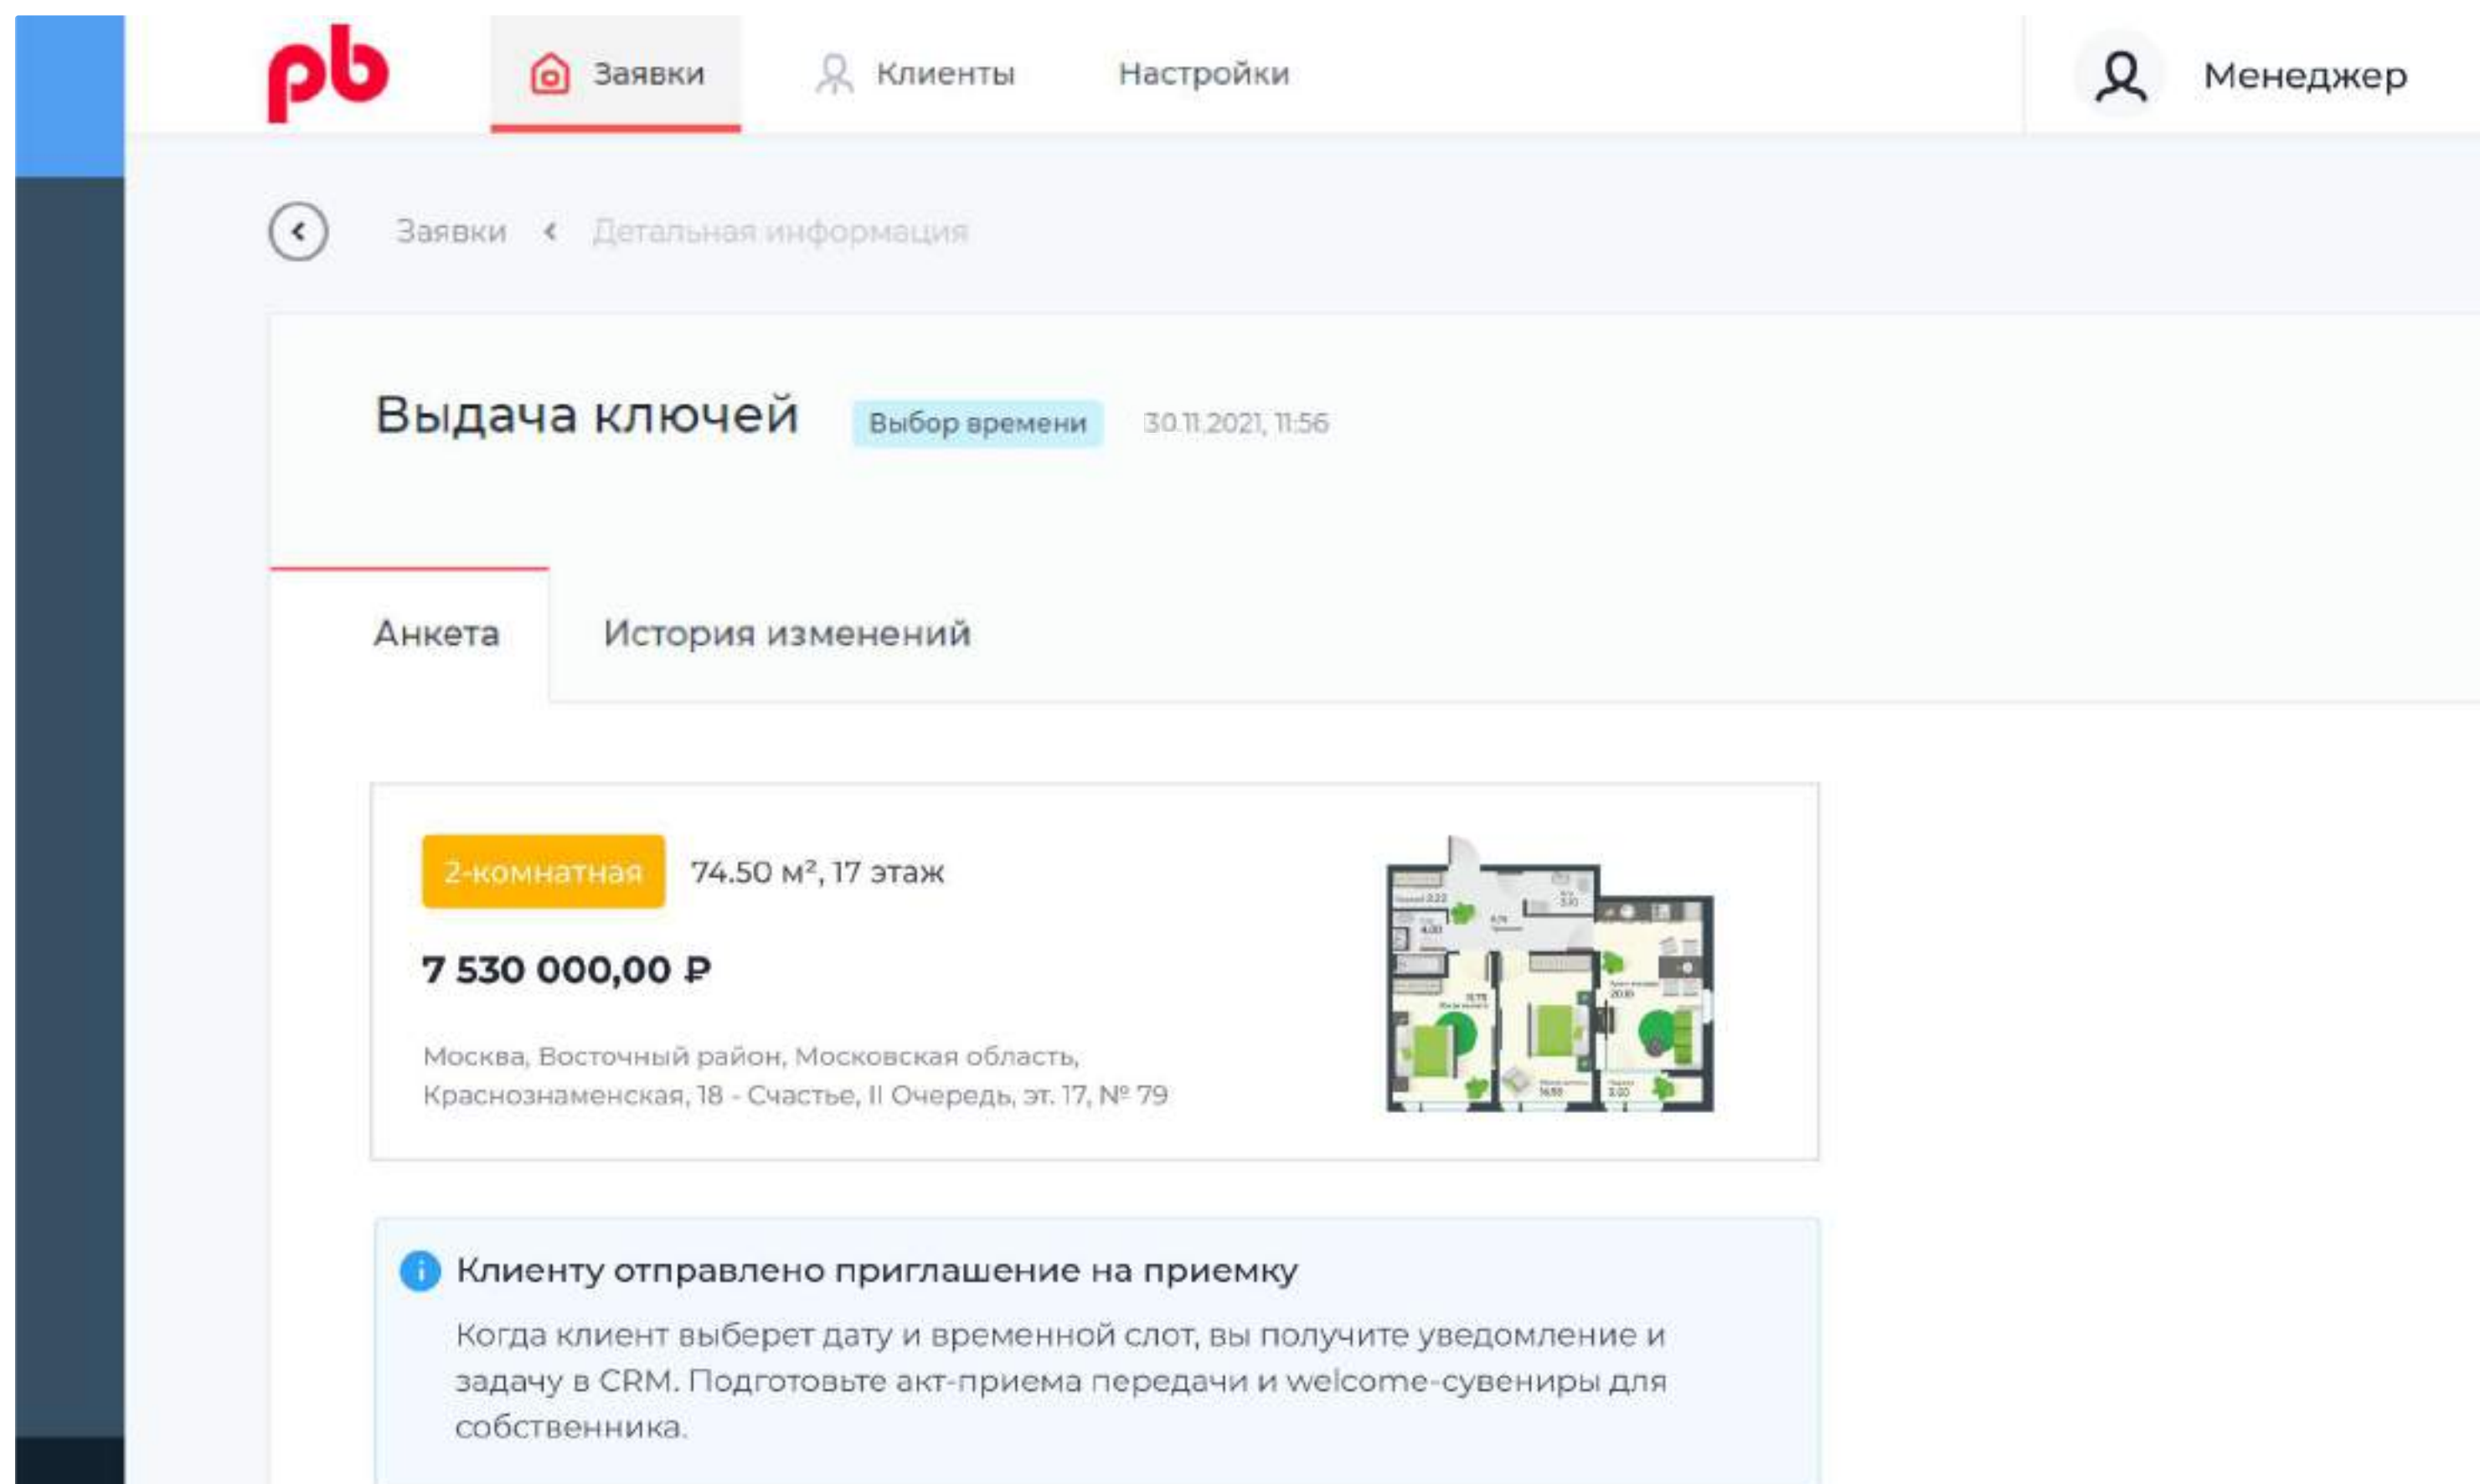 pb
Заявки
Клиенты
Настройки
Менеджер
Заявки
Детальная информация
Выдача ключей
Выбор времени
30.11.2021, 11:56
Анкета
История изменений
2-комнатная
74.50 м², 17 этаж
7 530 000,00 ₽
Москва, Восточный район, Московская область,
Краснознаменская, 18 - Счастье, II Очередь, эт. 17, № 79
Клиенту отправлено приглашение на приемку
Когда клиент выберет дату и временной слот, вы получите уведомление и
задачу в CRM. Подготовьте акт-приема передачи и welcome-сувениры для
собственника.